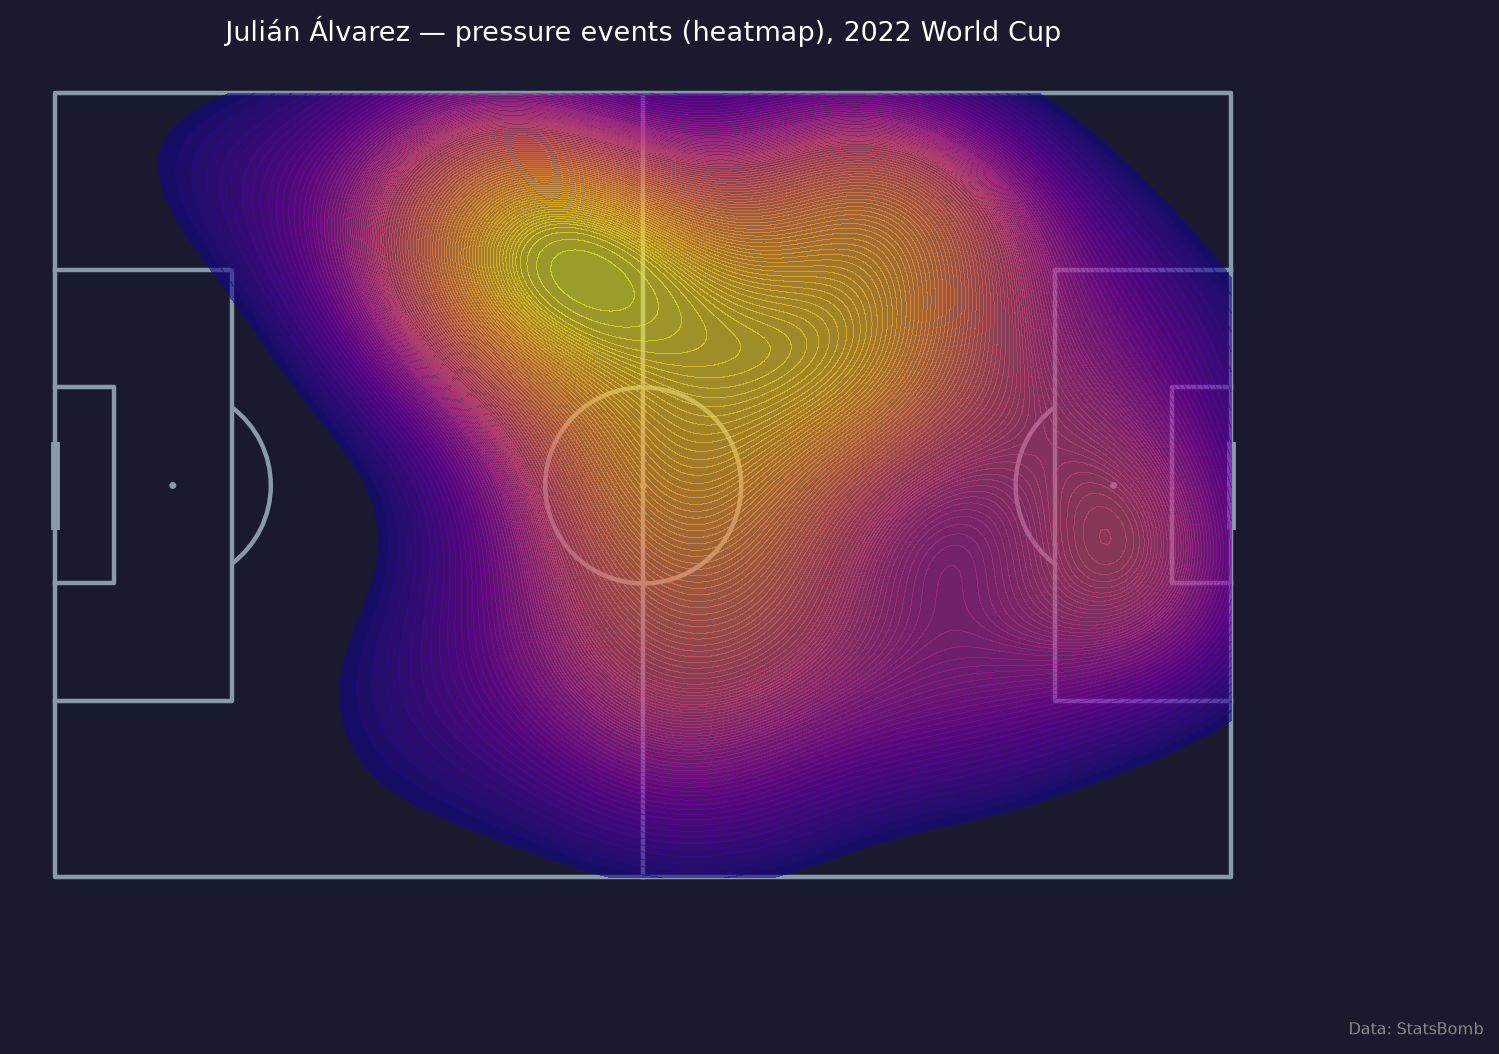 Julián Álvarez — pressure events (heatmap), 2022 World Cup
Data: StatsBomb